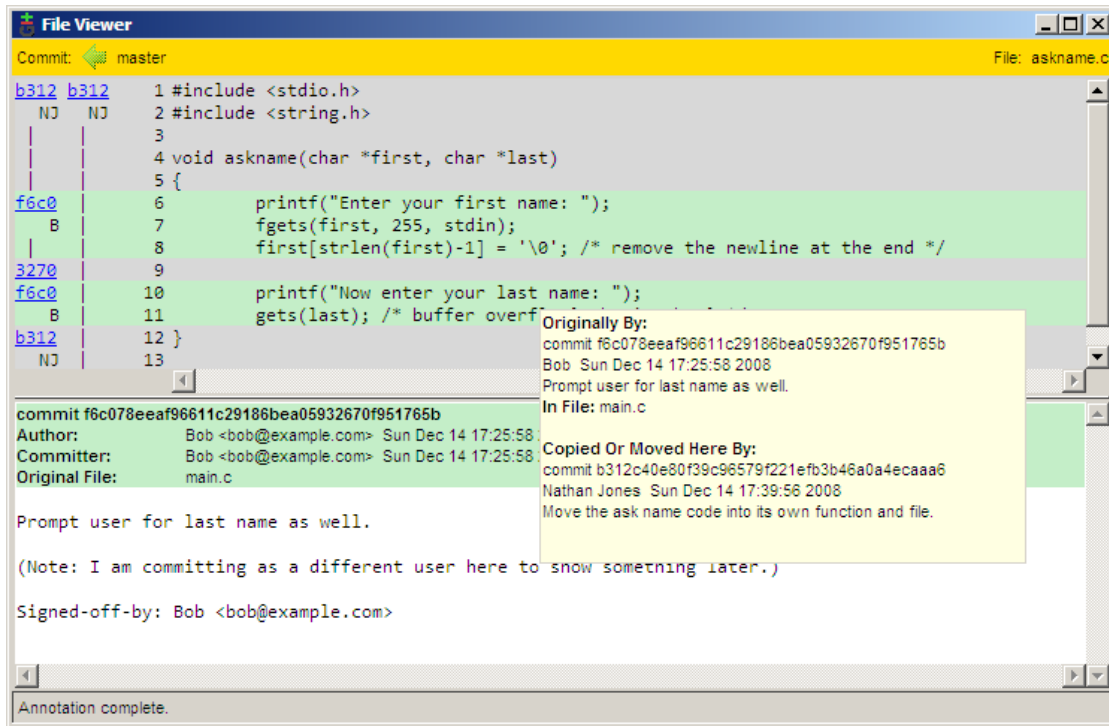 File Viewer
Commit: master File: askname.c
b312 b312 1 #include <stdio.h>
NJ NJ 2 #include <string.h>
| | 3
| | 4 void askname(char *first, char *last)
| | 5 {
f6c0 | 6 printf("Enter your first name: ");
B | 7 fgets(first, 255, stdin);
| | 8 first[strlen(first)-1] = '\0'; /* remove the newline at the end */
3270 | 9
f6c0 | 10 printf("Now enter your last name: ");
B | 11 gets(last); /* buffer
b312 | 12 }
NJ | 13
Originally By:
commit f6c078eeaf96611c29186bea05932670f951765b
Bob Sun Dec 14 17:25:58 2008
Prompt user for last name as well.
In File: main.c
Copied Or Moved Here By:
commit b312c40e80f39c96579f221efb3b46a0a4ecaaa6
Nathan Jones Sun Dec 14 17:39:56 2008
Move the ask name code into its own function and file.
commit f6c078eeaf96611c29186bea05932670f951765b
Author: Bob <bob@example.com> Sun Dec 14 17:25:58
Committer: Bob <bob@example.com> Sun Dec 14 17:25:58
Original File: main.c
Prompt user for last name as well.
(Note: I am committing as a different user here to show something later.)
Signed-off-by: Bob <bob@example.com>
Annotation complete.